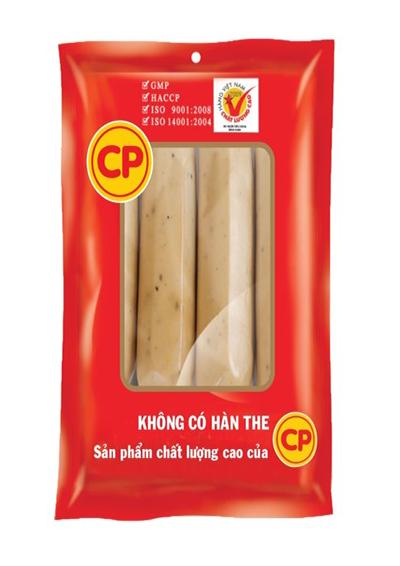 GMP
HACCP
ISO 9001:2008
ISO 14001:2004
HÀNG VIỆT NAM
CHẤT LƯỢNG CAO
CP
KHÔNG CÓ HÀN THE
Sản phẩm chất lượng cao của
CP